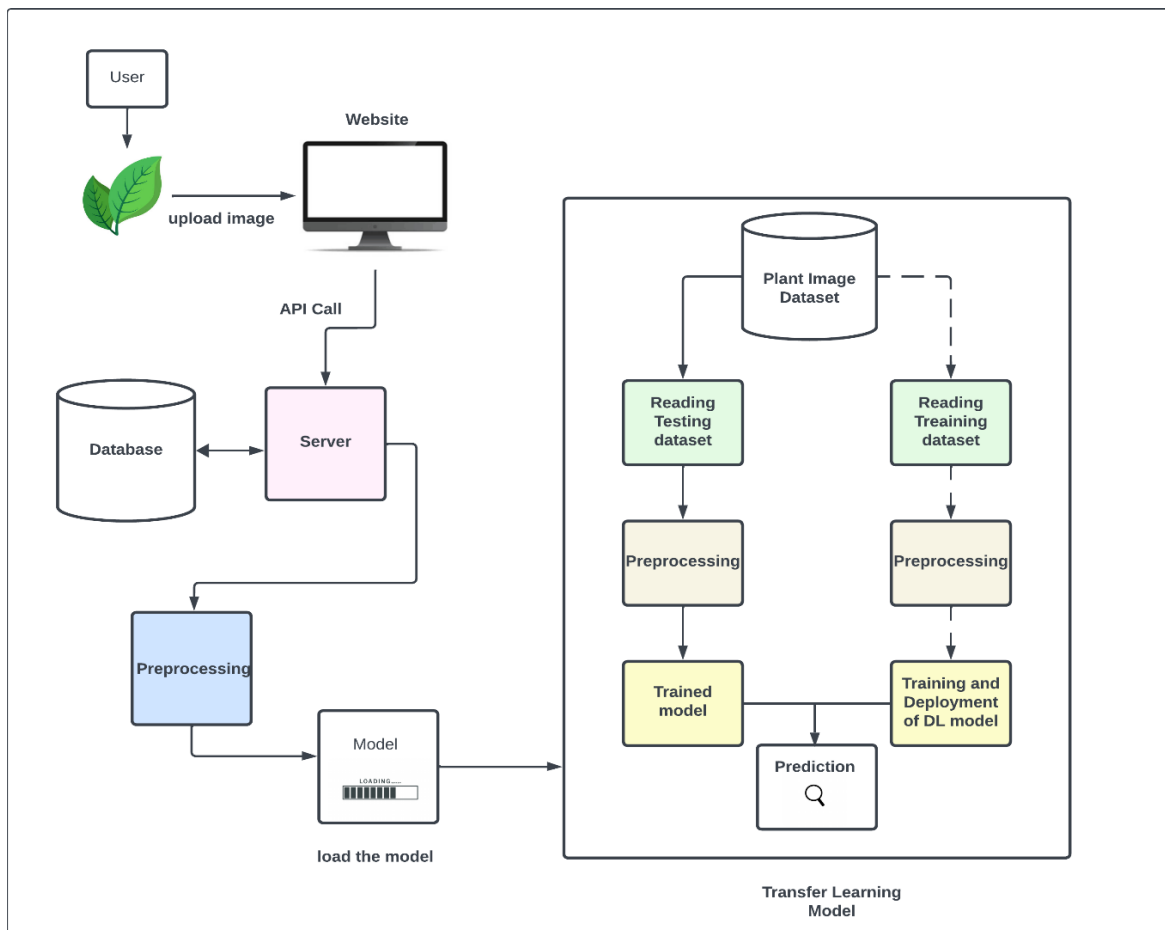 User
Website
upload image
API Call
Database
Server
Preprocessing
Model
LOADING.....
load the model
Plant Image
Dataset
Reading
Testing
dataset
Reading
Treaining
dataset
Preprocessing
Preprocessing
Trained
model
Training and
Deployment
of DL model
Prediction
Transfer Learning
Model